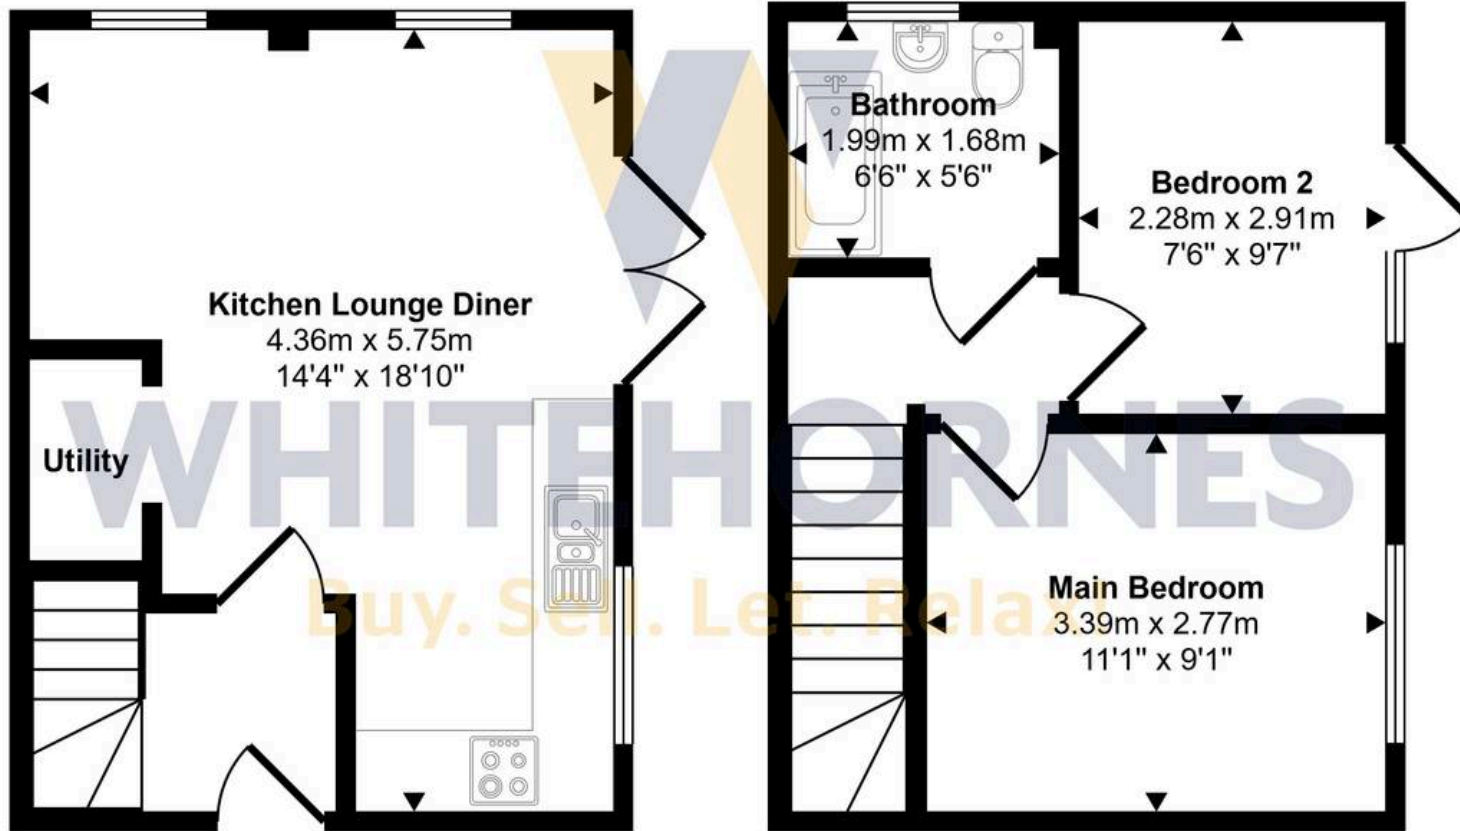 Kitchen Lounge Diner
4.36m x 5.75m
14'4" x 18'10"
Utility
Bathroom
1.99m x 1.68m
6'6" x 5'6"
Bedroom 2
2.28m x 2.91m
7'6" x 9'7"
Main Bedroom
3.39m x 2.77m
11'1" x 9'1"
WHITEHORNES
Buy. Sell. Let. Relax!